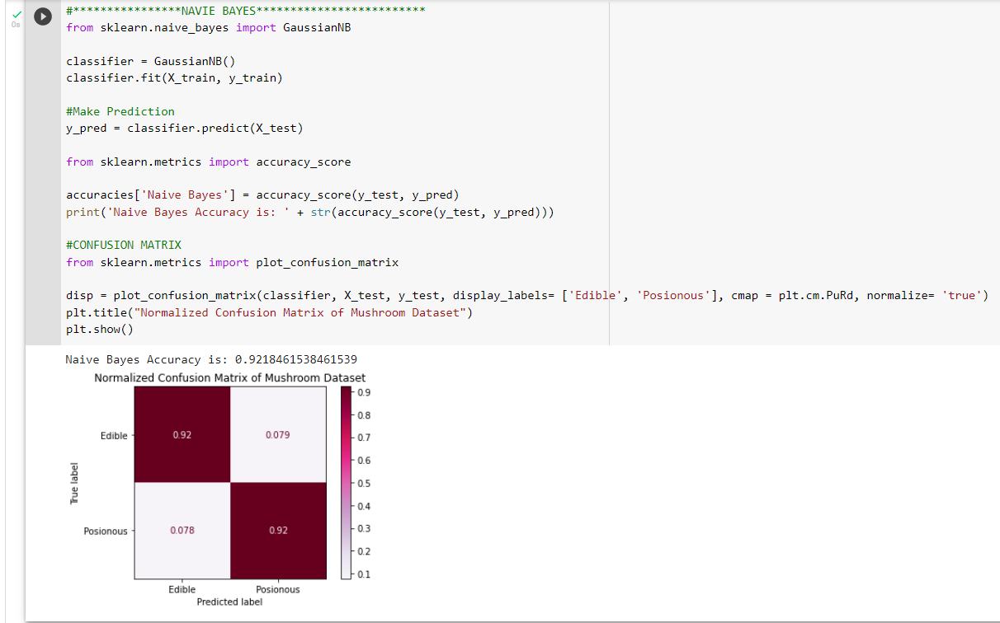 0s
#****************NAVIE BAYES*************************
from sklearn.naive_bayes import GaussianNB
classifier = GaussianNB()
classifier.fit(X_train, y_train)
#Make Prediction
y_pred = classifier.predict(X_test)
from sklearn.metrics import accuracy_score
accuracies['Naive Bayes'] = accuracy_score(y_test, y_pred)
print('Naive Bayes Accuracy is: ' + str(accuracy_score(y_test, y_pred)))
#CONFUSION MATRIX
from sklearn.metrics import plot_confusion_matrix
disp = plot_confusion_matrix(classifier, X_test, y_test, display_labels= ['Edible', 'Posionous'], cmap = plt.cm.PuRd, normalize= 'true')
plt.title("Normalized Confusion Matrix of Mushroom Dataset")
plt.show()
Naive Bayes Accuracy is: 0.9218461538461539
Normalized Confusion Matrix of Mushroom Dataset
True label
Edible
Posionous
0.92 0.079
0.078 0.92
Edible Posionous
Predicted label
0.9
0.8
0.7
0.6
0.5
0.4
0.3
0.2
0.1